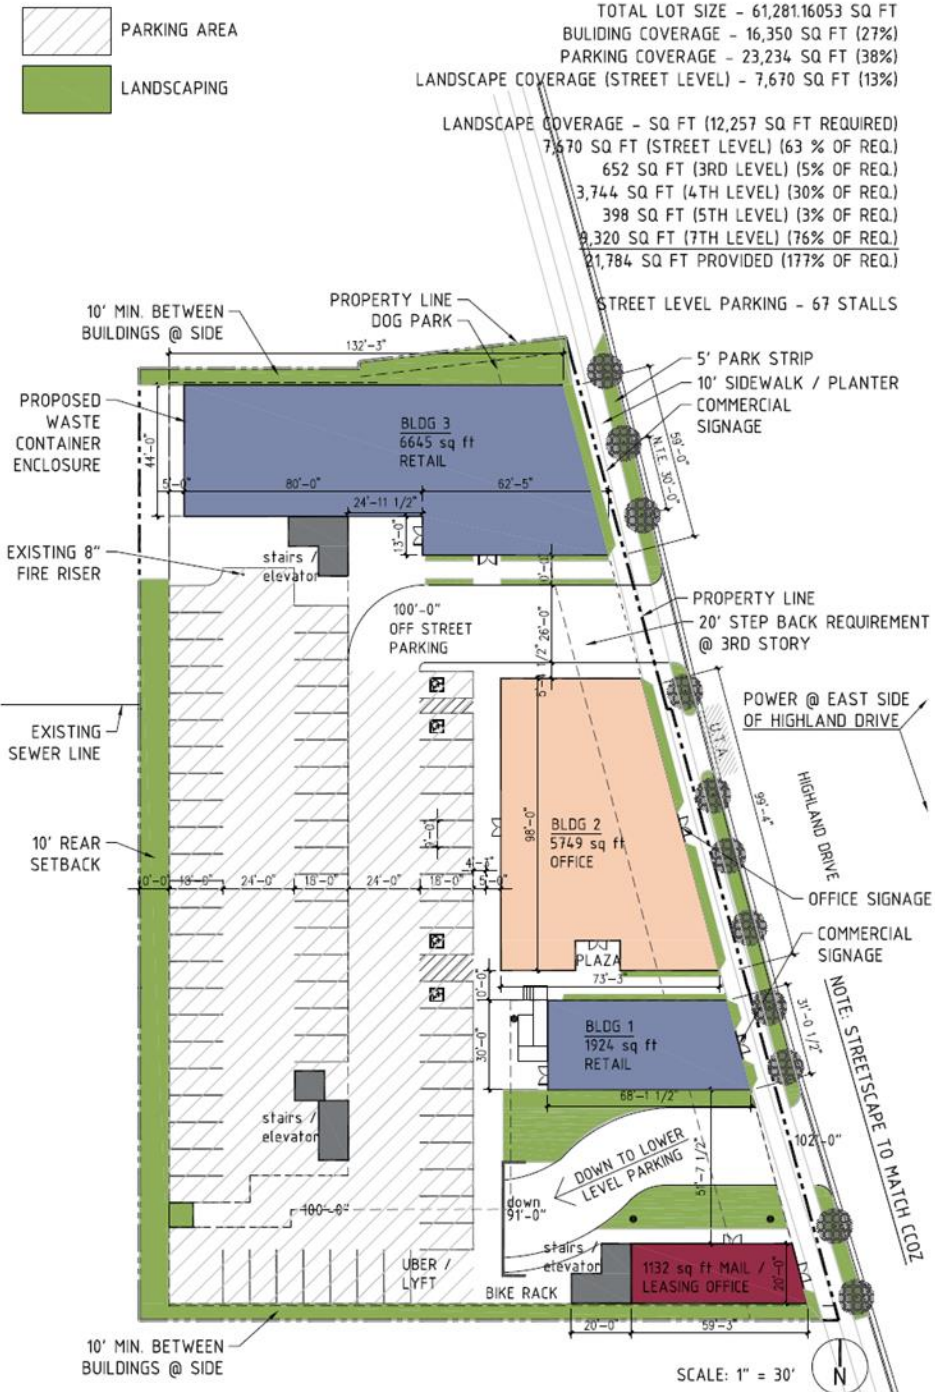 TOTAL LOT SIZE - 61,281.16053 SQ FT
BULIDING COVERAGE - 16,350 SQ FT (27%)
PARKING COVERAGE - 23,234 SQ FT (38%)
LANDSCAPE COVERAGE (STREET LEVEL) - 7,670 SQ FT (13%)
PARKING AREA
LANDSCAPING
LANDSCAPE COVERAGE - SQ FT (12,257 SQ FT REQUIRED)
7,670 SQ FT (STREET LEVEL) (63 % OF REQ.)
652 SQ FT (3RD LEVEL) (5% OF REQ.)
3,744 SQ FT (4TH LEVEL) (30% OF REQ.)
398 SQ FT (5TH LEVEL) (3% OF REQ.)
9,320 SQ FT (7TH LEVEL) (76% OF REQ.)
21,784 SQ FT PROVIDED (177% OF REQ.)
STREET LEVEL PARKING - 67 STALLS
10' MIN. BETWEEN
BUILDINGS @ SIDE
PROPERTY LINE
DOG PARK
132'-3"
5' PARK STRIP
10' SIDEWALK / PLANTER
COMMERCIAL
SIGNAGE
PROPOSED
WASTE
CONTAINER
ENCLOSURE
44'-0"
BLDG 3
6645 sq ft
RETAIL
59'-0"
N.T.E. 30'-0"
5'-0"
80'-0"
62'-5"
24'-11 1/2"
13'-0"
EXISTING 8"
FIRE RISER
stairs /
elevator
100'-0"
OFF STREET
PARKING
26'-0"
PROPERTY LINE
20' STEP BACK REQUIREMENT
@ 3RD STORY
EXISTING
SEWER LINE
POWER @ EAST SIDE
OF HIGHLAND DRIVE
U.T.A.
HIGHLAND DRIVE
99'-4"
BLDG 2
5749 sq ft
OFFICE
98'-0"
9'-0"
10' REAR
SETBACK
4'-3"
10'-0"
18'-0"
24'-0"
18'-0"
24'-0"
18'-0"
5'-0"
OFFICE SIGNAGE
COMMERCIAL
SIGNAGE
PLAZA
73'-3
10'-0"
BLDG 1
1924 sq ft
RETAIL
30'-0"
31'-0 1/2"
68'-1 1/2"
NOTE: STREETSCAPE TO MATCH CCOZ
stairs /
elevator
102'-0"
DOWN TO LOWER
LEVEL PARKING
51'-7 1/2"
100'-0"
down
91'-0"
UBER /
LYFT
stairs /
elevator
BIKE RACK
1132 sq ft MAIL /
LEASING OFFICE
20'-0"
20'-0"
59'-3"
10' MIN. BETWEEN
BUILDINGS @ SIDE
SCALE: 1" = 30'
N